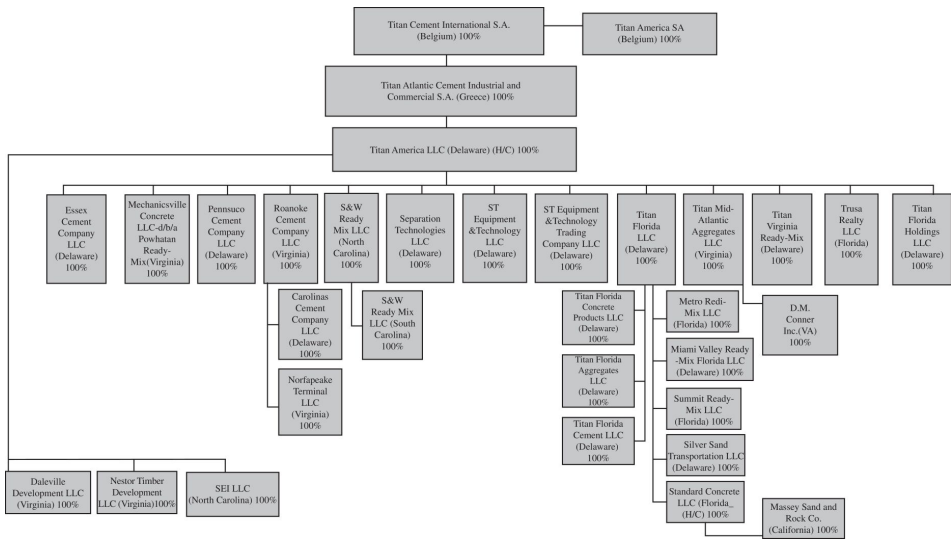 Titan Cement International S.A.
(Belgium) 100%
Titan America SA
(Belgium) 100%
Titan Atlantic Cement Industrial and
Commercial S.A. (Greece) 100%
Titan America LLC (Delaware) (H/C) 100%
Essex
Cement
Company
LLC
(Delaware)
100%
Mechanicsville
Concrete
LLC-d/b/a
Powhatan
Ready-
Mix(Virginia)
100%
Pennsuco
Cement
Company
LLC
(Delaware)
100%
Roanoke
Cement
Company
LLC
(Virginia)
100%
S&W
Ready
Mix LLC
(North
Carolina)
100%
Separation
Technologies
LLC
(Delaware)
100%
ST
Equipment
&Technology
LLC
(Delaware)
100%
ST Equipment
&Technology
Trading
Company LLC
(Delaware)
100%
Titan
Florida
LLC
(Delaware)
100%
Titan Mid-
Atlantic
Aggregates
LLC
(Virginia)
100%
Titan
Virginia
Ready-Mix
(Delaware)
100%
Trusa
Realty LLC
(Florida)
100%
Titan
Florida
Holdings LLC
(Delaware)
100%
Carolinas
Cement
Company
LLC
(Delaware)
100%
S&W
Ready Mix
LLC (South
Carolina)
100%
Titan Florida
Concrete
Products LLC
(Delaware)
100%
Metro Redi-
Mix LLC
(Florida) 100%
D.M.
Conner
Inc.(VA)
100%
Miami Valley Ready
-Mix Florida LLC
(Delaware) 100%
Norfapeake
Terminal
LLC
(Virginia)
100%
Titan Florida
Aggregates
LLC
(Delaware)
100%
Summit Ready-
Mix LLC
(Florida) 100%
Titan Florida
Cement LLC
(Delaware)
100%
Silver Sand
Transportation LLC
(Delaware) 100%
Daleville
Development LLC
(Virginia) 100%
Nestor Timber
Development
LLC (Virginia)100%
SEI LLC
(North Carolina) 100%
Standard Concrete
LLC (Florida_
(H/C) 100%
Massey Sand and
Rock Co.
(California) 100%